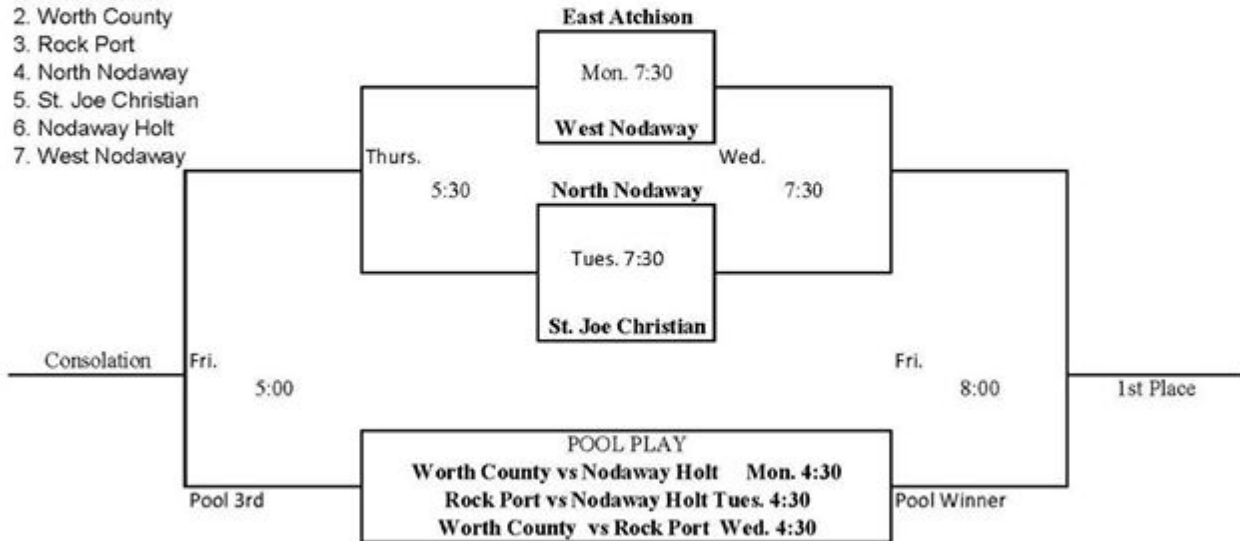 2. Worth County
3. Rock Port
4. North Nodaway
5. St. Joe Christian
6. Nodaway Holt
7. West Nodaway
East Atchison
Mon. 7:30
West Nodaway
Thurs.
5:30
Wed.
7:30
North Nodaway
Tues. 7:30
St. Joe Christian
Consolation
Fri.
5:00
Fri.
8:00
1st Place
POOL PLAY
Worth County vs Nodaway Holt Mon. 4:30
Rock Port vs Nodaway Holt Tues. 4:30
Worth County vs Rock Port Wed. 4:30
Pool 3rd
Pool Winner